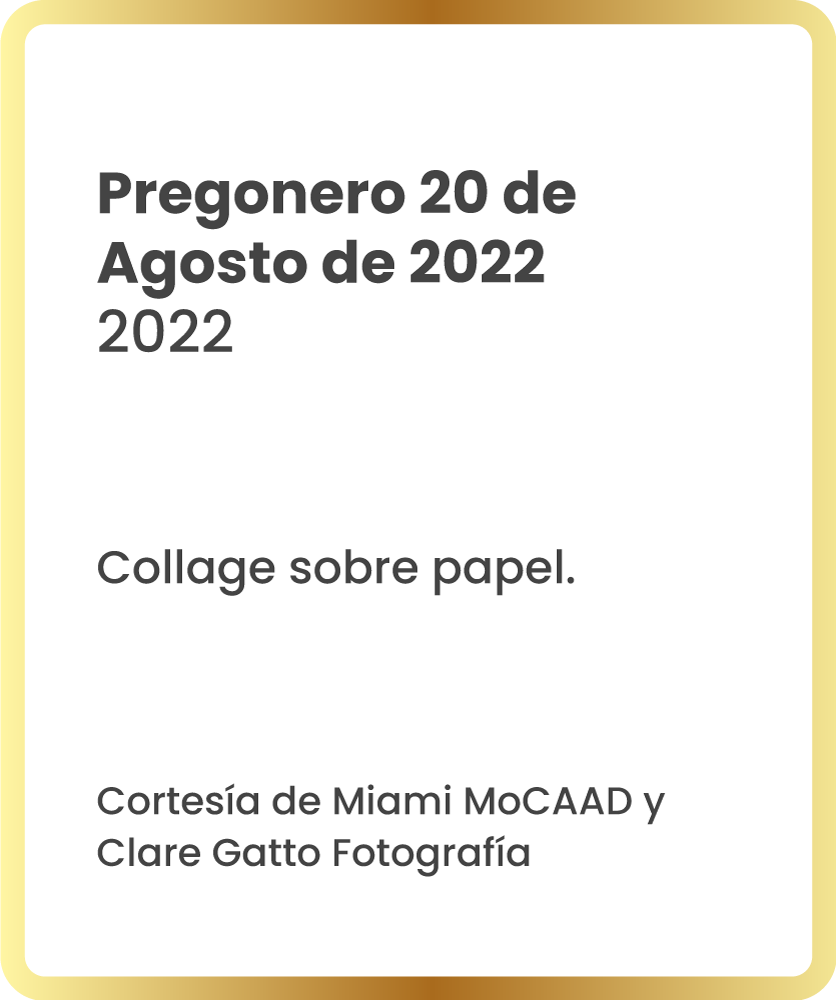 Pregonero 20 de
Agosto de 2022
2022
Collage sobre papel.
Cortesía de Miami MoCAAD y
Clare Gatto Fotografía